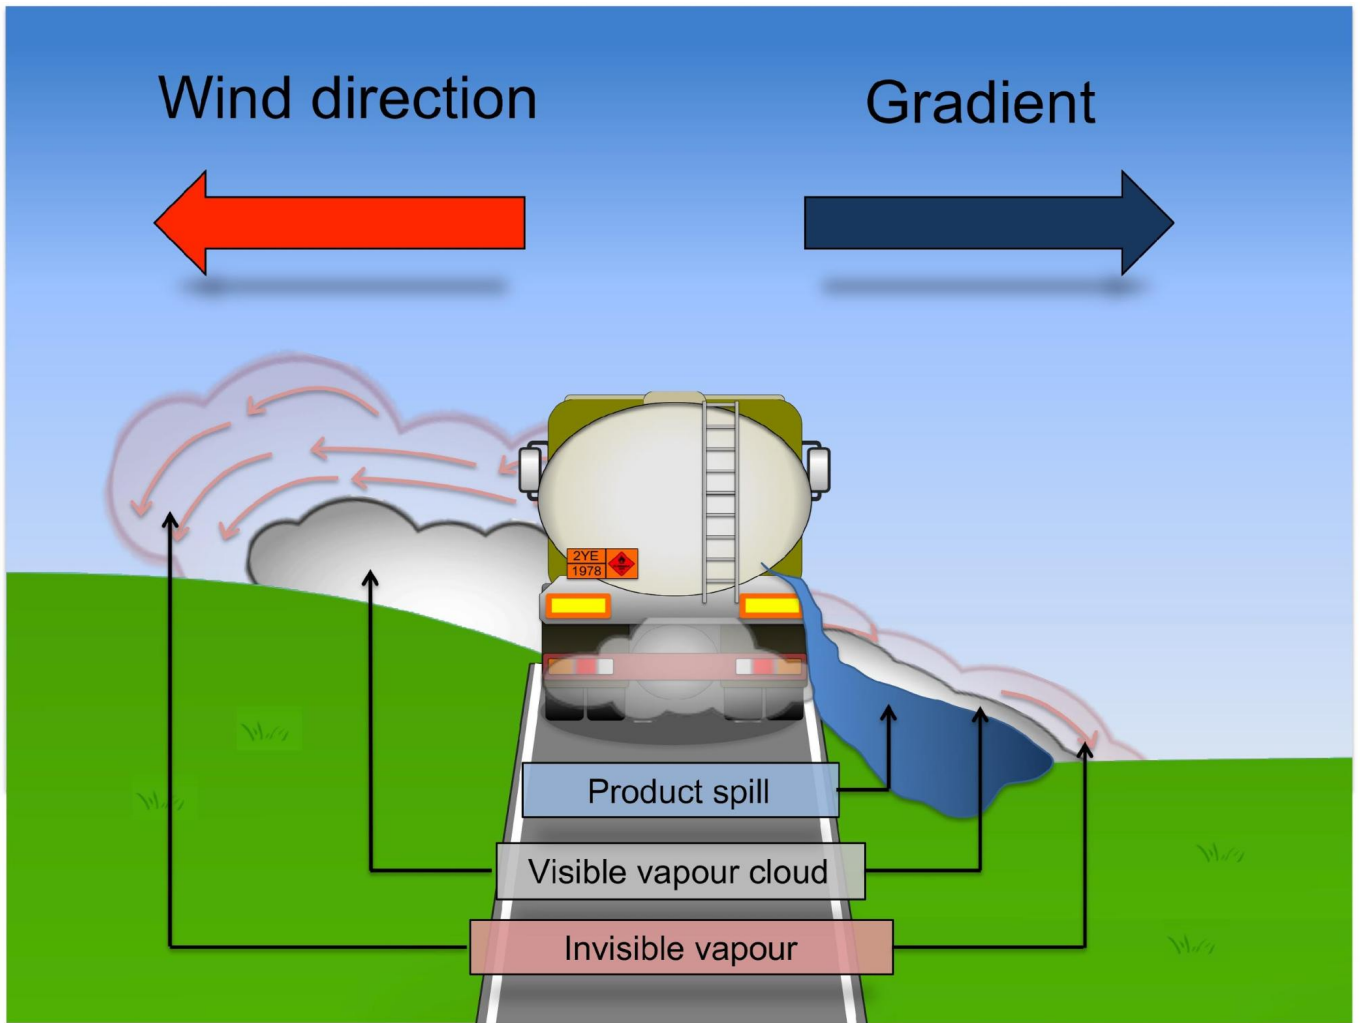 Wind direction
Gradient
2YE
1978
Product spill
Visible vapour cloud
Invisible vapour